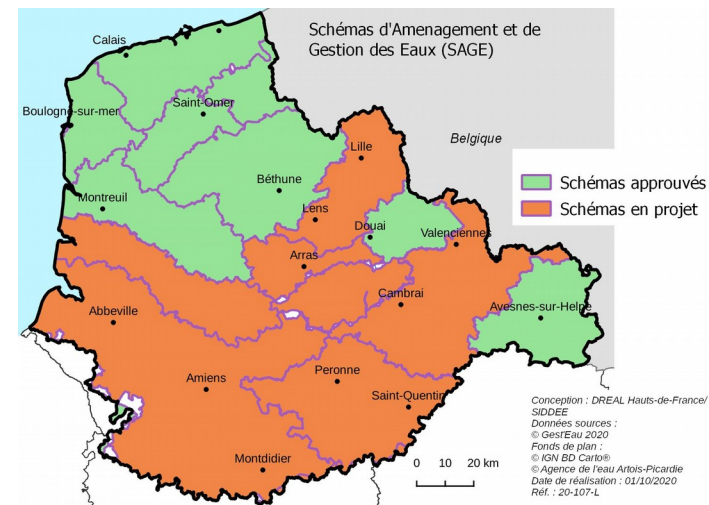 Schémas d'Amenagement et de
Gestion des Eaux (SAGE)
Calais
Saint-Omer
Boulogne-sur-mer
Belgique
Lille
Béthune
Schémas approuvés
Montreuil
Lens
Schémas en projet
Douai
Valenciennes
Arras
Cambrai
Abbeville
Avesnes-sur-Helpe
Peronne
Amiens
Saint-Quentin
Conception : DREAL Hauts-de-France/
SIDDEE
Données sources :
© Gest'Eau 2020
Fonds de plan :
© IGN BD Carto®
© Agence de l'eau Artois-Picardie
Date de réalisation : 01/10/2020
Réf. : 20-107-L
Montdidier
0 10 20 km